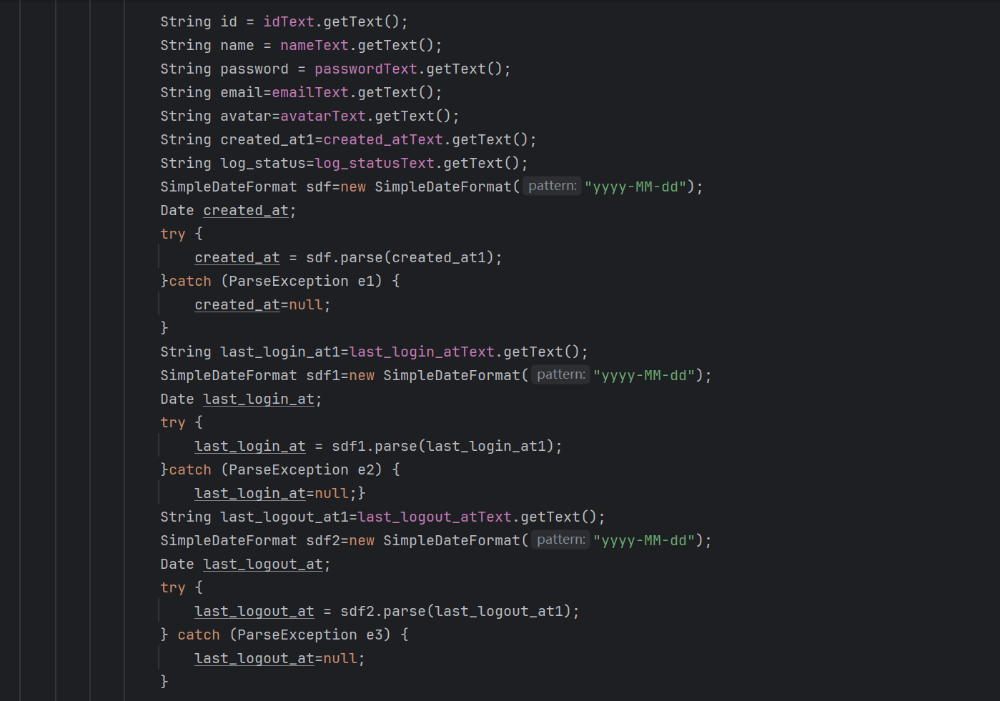 String id = idText.getText();
String name = nameText.getText();
String password = passwordText.getText();
String email=emailText.getText();
String avatar=avatarText.getText();
String created_at1=created_atText.getText();
String log_status=log_statusText.getText();
SimpleDateFormat sdf=new SimpleDateFormat( pattern: "yyyy-MM-dd");
Date created_at;
try {
    created_at = sdf.parse(created_at1);
}catch (ParseException e1) {
    created_at=null;
}
String last_login_at1=last_login_atText.getText();
SimpleDateFormat sdf1=new SimpleDateFormat( pattern: "yyyy-MM-dd");
Date last_login_at;
try {
    last_login_at = sdf1.parse(last_login_at1);
}catch (ParseException e2) {
    last_login_at=null;}
String last_logout_at1=last_logout_atText.getText();
SimpleDateFormat sdf2=new SimpleDateFormat( pattern: "yyyy-MM-dd");
Date last_logout_at;
try {
    last_logout_at = sdf2.parse(last_logout_at1);
} catch (ParseException e3) {
    last_logout_at=null;
}